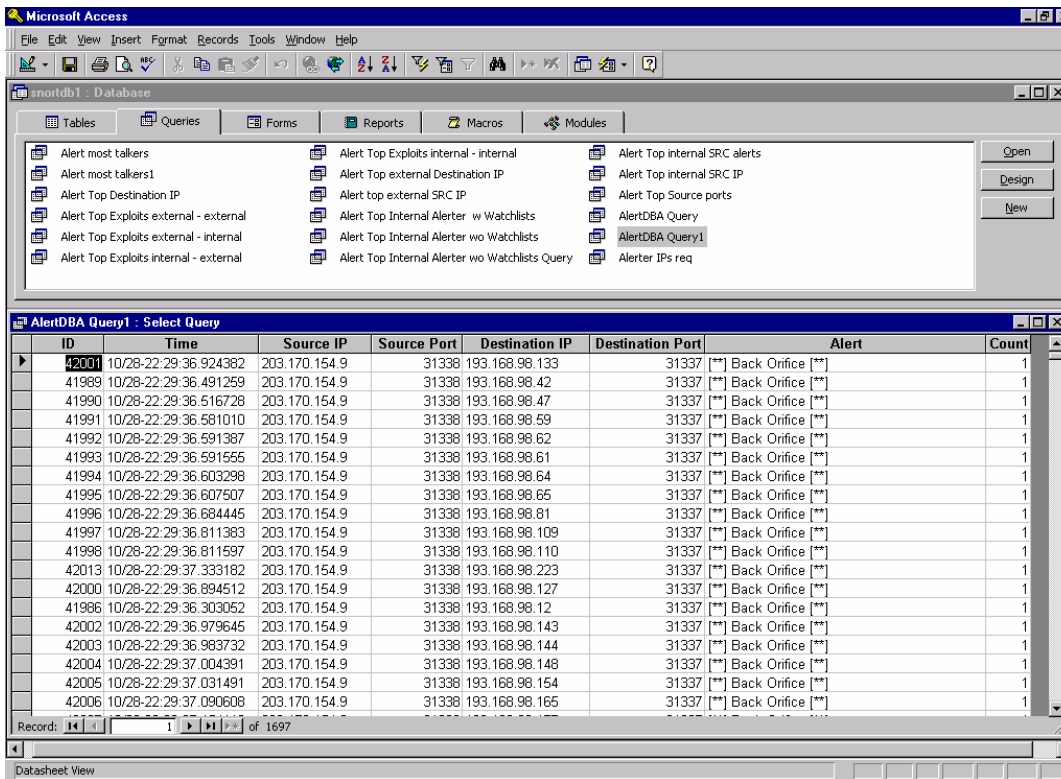 Microsoft Access
File Edit View Insert Format Records Tools Window Help
snortdb1 : Database
Tables Queries Forms Reports Macros Modules
Alert most talkers Alert Top Exploits internal - internal Alert Top internal SRC alerts Open
Alert most talkers1 Alert Top external Destination IP Alert Top internal SRC IP Design
Alert Top Destination IP Alert top external SRC IP Alert Top Source ports
Alert Top Exploits external - external Alert Top Internal Alerter w Watchlists AlertDBA Query New
Alert Top Exploits external - internal Alert Top Internal Alerter wo Watchlists AlertDBA Query1
Alert Top Exploits internal - external Alert Top Internal Alerter wo Watchlists Query Alerter IPs req
AlertDBA Query1 : Select Query
ID Time Source IP Source Port Destination IP Destination Port Alert Count
42001 10/28-22:29:36.924382 203.170.154.9 31338 193.168.98.133 31337 [**] Back Orifice [**] 1
41989 10/28-22:29:36.491259 203.170.154.9 31338 193.168.98.42 31337 [**] Back Orifice [**] 1
41990 10/28-22:29:36.516728 203.170.154.9 31338 193.168.98.47 31337 [**] Back Orifice [**] 1
41991 10/28-22:29:36.581010 203.170.154.9 31338 193.168.98.59 31337 [**] Back Orifice [**] 1
41992 10/28-22:29:36.591387 203.170.154.9 31338 193.168.98.62 31337 [**] Back Orifice [**] 1
41993 10/28-22:29:36.591555 203.170.154.9 31338 193.168.98.61 31337 [**] Back Orifice [**] 1
41994 10/28-22:29:36.603298 203.170.154.9 31338 193.168.98.64 31337 [**] Back Orifice [**] 1
41995 10/28-22:29:36.607507 203.170.154.9 31338 193.168.98.65 31337 [**] Back Orifice [**] 1
41996 10/28-22:29:36.684445 203.170.154.9 31338 193.168.98.81 31337 [**] Back Orifice [**] 1
41997 10/28-22:29:36.811383 203.170.154.9 31338 193.168.98.109 31337 [**] Back Orifice [**] 1
41998 10/28-22:29:36.811597 203.170.154.9 31338 193.168.98.110 31337 [**] Back Orifice [**] 1
42013 10/28-22:29:37.333182 203.170.154.9 31338 193.168.98.223 31337 [**] Back Orifice [**] 1
42000 10/28-22:29:36.894512 203.170.154.9 31338 193.168.98.127 31337 [**] Back Orifice [**] 1
41986 10/28-22:29:36.303052 203.170.154.9 31338 193.168.98.12 31337 [**] Back Orifice [**] 1
42002 10/28-22:29:36.979645 203.170.154.9 31338 193.168.98.143 31337 [**] Back Orifice [**] 1
42003 10/28-22:29:36.983732 203.170.154.9 31338 193.168.98.144 31337 [**] Back Orifice [**] 1
42004 10/28-22:29:37.004391 203.170.154.9 31338 193.168.98.148 31337 [**] Back Orifice [**] 1
42005 10/28-22:29:37.031491 203.170.154.9 31338 193.168.98.154 31337 [**] Back Orifice [**] 1
42006 10/28-22:29:37.090608 203.170.154.9 31338 193.168.98.165 31337 [**] Back Orifice [**] 1
Record: 1 of 1697
Datasheet View